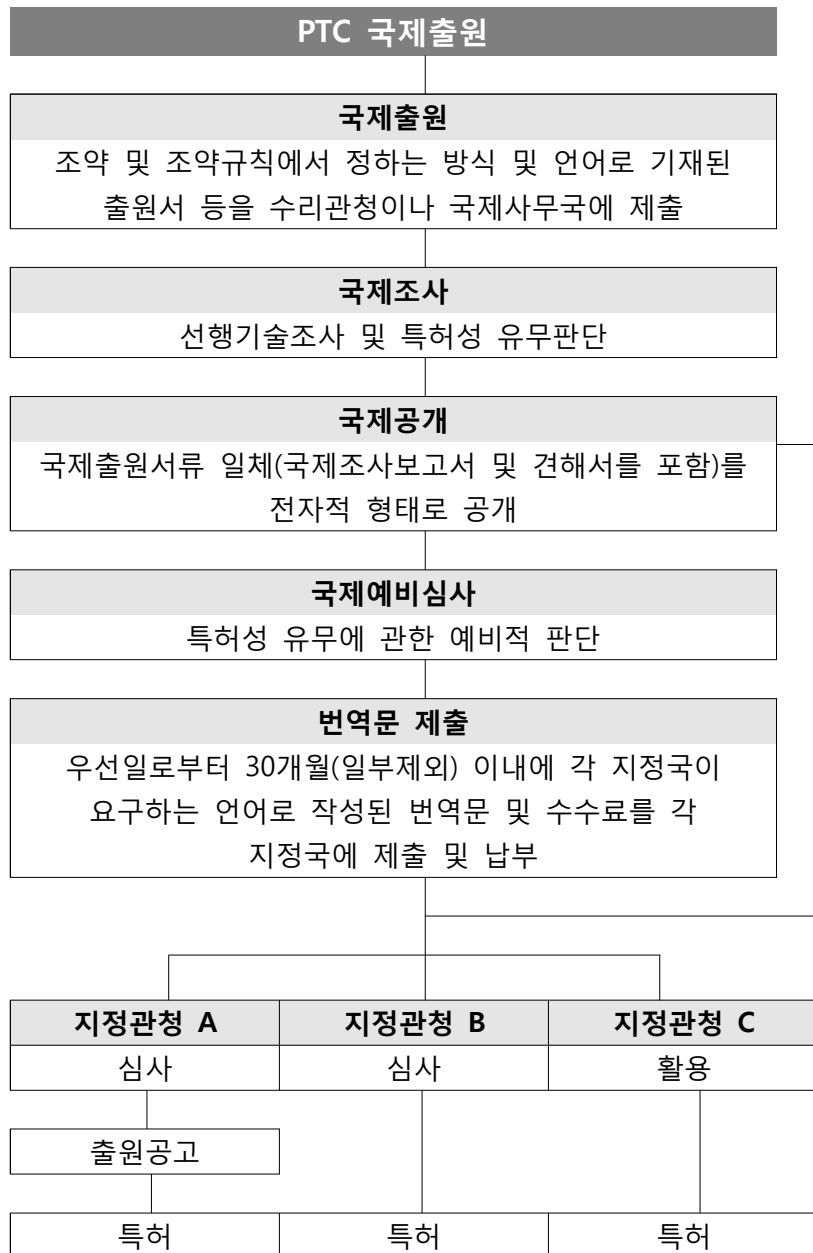 PTC 국제출원
국제출원
조약 및 조약규칙에서 정하는 방식 및 언어로 기재된
출원서 등을 수리관청이나 국제사무국에 제출
국제조사
선행기술조사 및 특허성 유무판단
국제공개
국제출원서류 일체(국제조사보고서 및 견해서를 포함)를
전자적 형태로 공개
국제예비심사
특허성 유무에 관한 예비적 판단
번역문 제출
우선일로부터 30개월(일부제외) 이내에 각 지정국이
요구하는 언어로 작성된 번역문 및 수수료를 각
지정국에 제출 및 납부
지정관청 A 지정관청 B 지정관청 C
심사 심사 활용
출원공고
특허 특허 특허